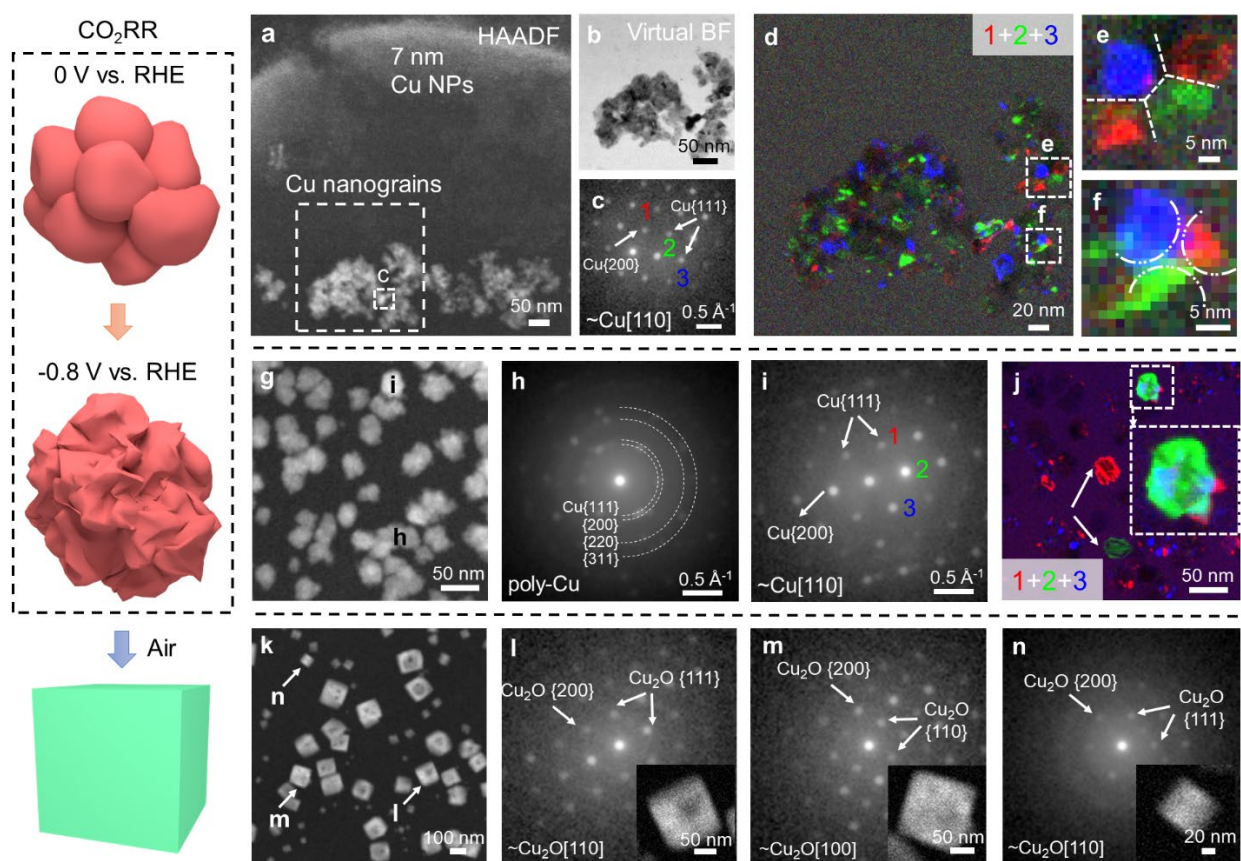 CO₂RR
0 V vs. RHE
-0.8 V vs. RHE
Air
a
HAADF
7 nm
Cu NPs
Cu nanograins
c
50 nm
b
Virtual BF
50 nm
c
1
Cu{111}
2
Cu{200}
3
~Cu[110]
0.5 Å⁻¹
d
1+2+3
e
f
20 nm
e
5 nm
f
5 nm
g
i
h
50 nm
h
Cu{111}
{200}
{220}
{311}
poly-Cu
0.5 Å⁻¹
i
Cu{111}
1
2
3
Cu{200}
~Cu[110]
0.5 Å⁻¹
j
1+2+3
50 nm
k
n
m
l
100 nm
l
Cu₂O {200}
Cu₂O {111}
~Cu₂O[110]
50 nm
m
Cu₂O {200}
Cu₂O
{110}
~Cu₂O[100]
50 nm
n
Cu₂O {200}
Cu₂O
{111}
~Cu₂O[110]
20 nm